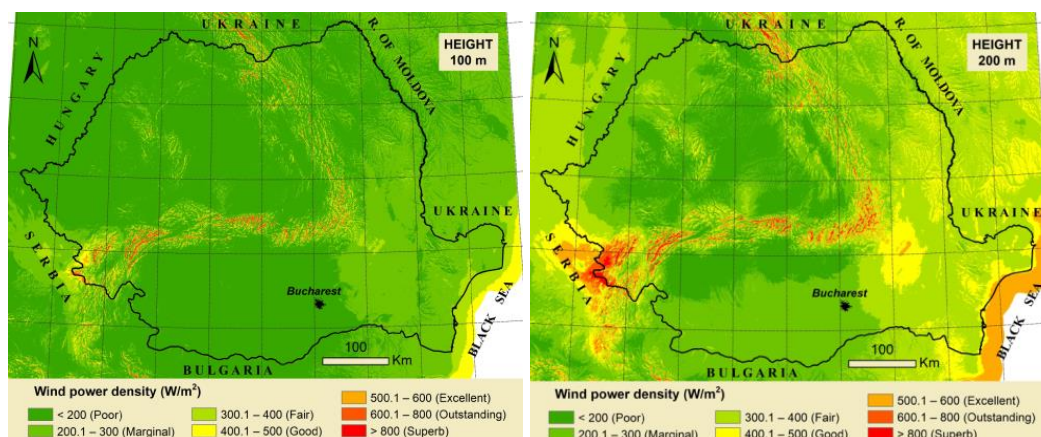 UKRAINE
R. OF MOLDOVA
N
HEIGHT
100 m
HUNGARY
UKRAINE
SERBIA
Bucharest
BLACK SEA
100
Km
BULGARIA
Wind power density (W/m²)
500.1 – 600 (Excellent)
< 200 (Poor)
300.1 – 400 (Fair)
600.1 – 800 (Outstanding)
200.1 – 300 (Marginal)
400.1 – 500 (Good)
> 800 (Superb)
UKRAINE
R. OF MOLDOVA
N
HEIGHT
200 m
HUNGARY
UKRAINE
SERBIA
Bucharest
BLACK SEA
100
Km
BULGARIA
Wind power density (W/m²)
500.1 – 600 (Excellent)
< 200 (Poor)
300.1 – 400 (Fair)
600.1 – 800 (Outstanding)
200.1 – 300 (Marginal)
400.1 – 500 (Good)
> 800 (Superb)